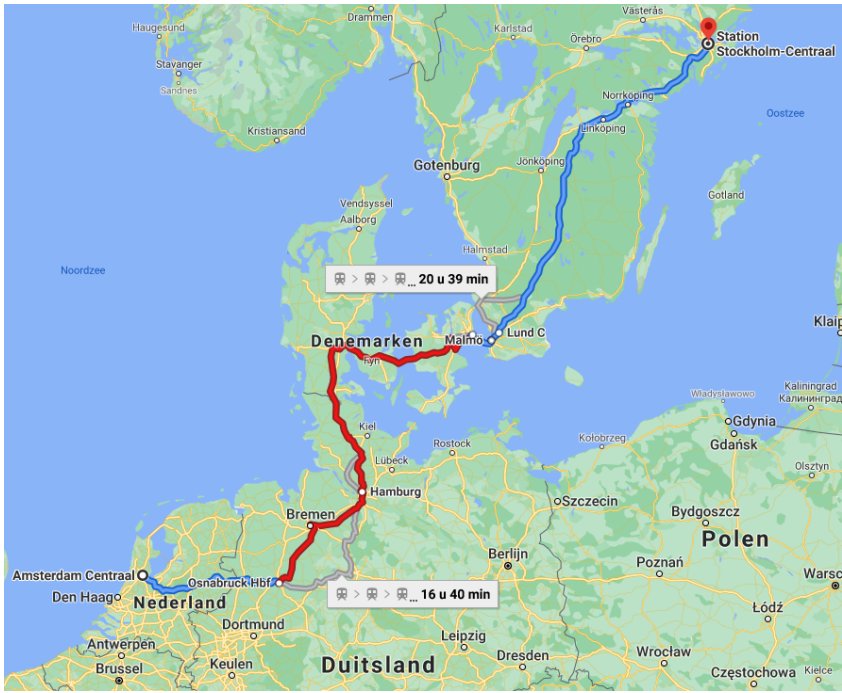 Haugesund
Drammen
Västerås
Karlstad
Örebro
Station
Stockholm-Centraal
Stavanger
Sandnes
Norrköping
Linköping
Oostzee
Kristiansand
Gotenburg
Jönköping
Gotland
Vendsyssel
Aalborg
Halmstad
Noordzee
... 20 u 39 min
Klaip
Denemarken
Malmö
Lund C
Fyn
Kaliningrad
Калининград
Władysławowo
Kiel
Gdynia
Rostock
Kołobrzeg
Gdańsk
Lübeck
Olsztyn
Hamburg
Szczecin
Bremen
Bydgoszcz
Polen
Berlijn
Poznań
Amsterdam Centraal
Osnabrück Hbf
Warsc
Den Haag
Nederland
... 16 u 40 min
Łódź
Dortmund
Leipzig
Antwerpen
Wrocław
Brussel
Keulen
Duitsland
Dresden
Częstochowa
Kielce